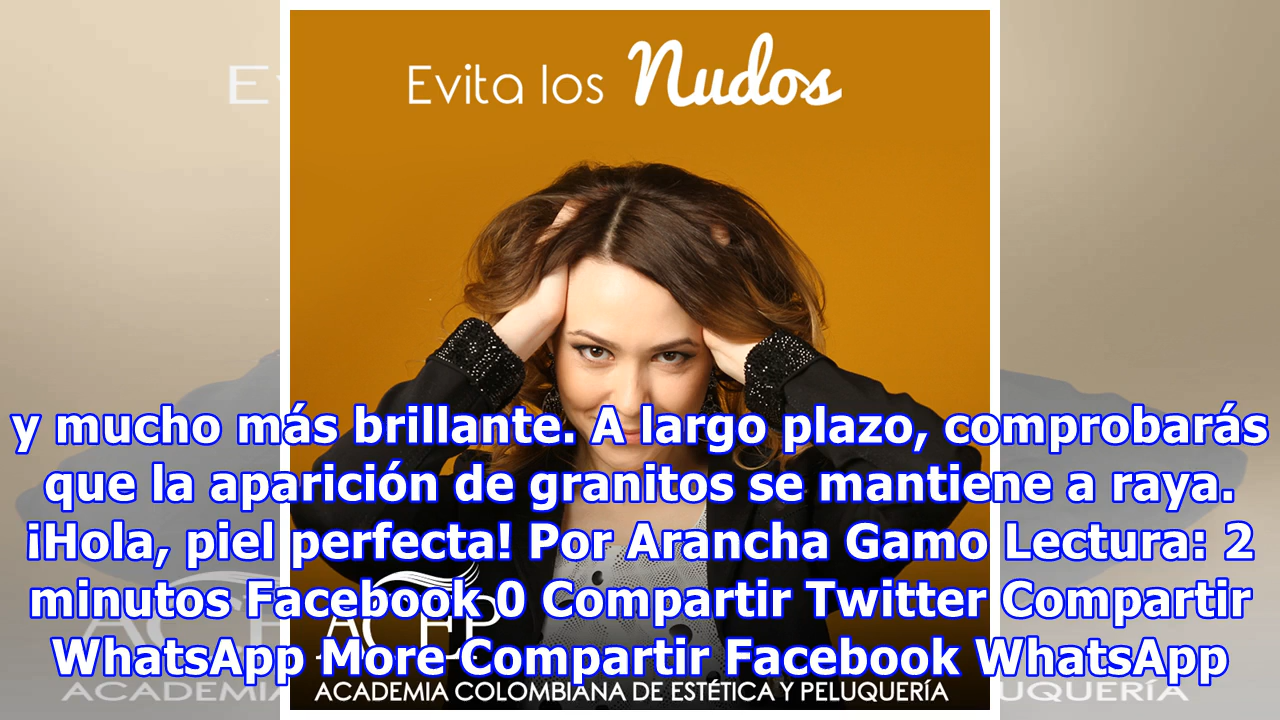 Evita los Nudos
y mucho más brillante. A largo plazo, comprobarás
que la aparición de granitos se mantiene a raya.
¡Hola, piel perfecta! Por Arancha Gamo Lectura: 2
minutos Facebook 0 Compartir Twitter Compartir
WhatsApp More Compartir Facebook WhatsApp
ACEP
ACADEMIA COLOMBIANA DE ESTÉTICA Y PELUQUERÍA